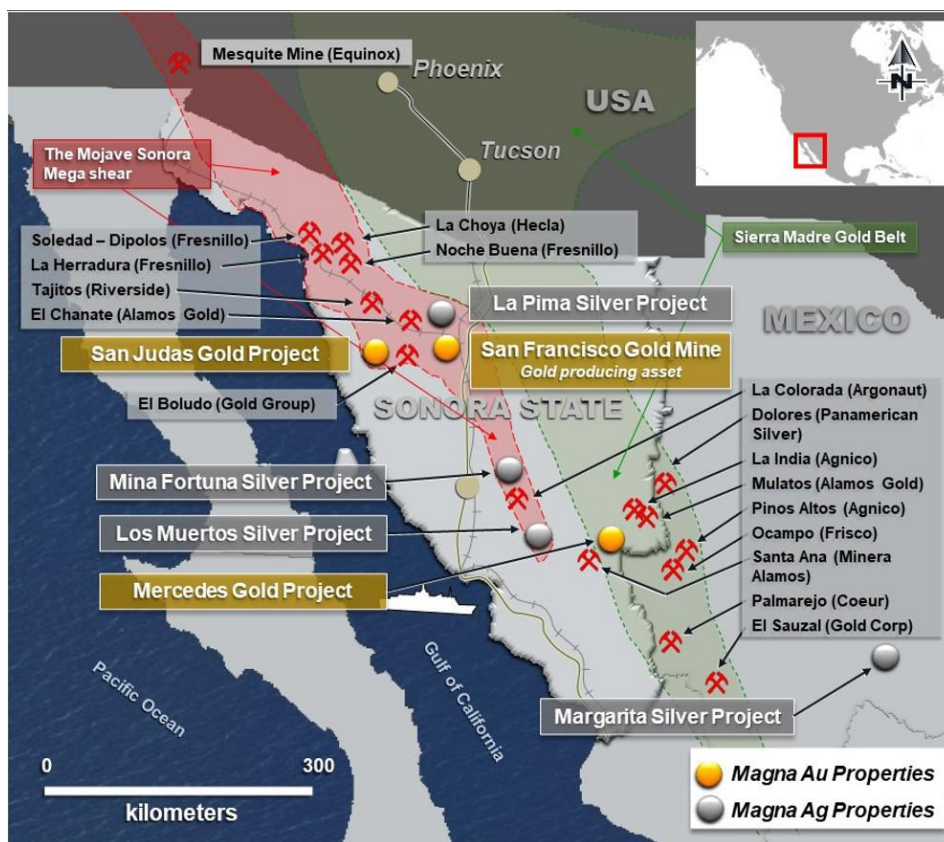 Mesquite Mine (Equinox)
Phoenix
USA
N
The Mojave Sonora
Mega shear
Tucson
La Choya (Hecla)
Noche Buena (Fresnillo)
Soledad – Dipolos (Fresnillo)
La Herradura (Fresnillo)
Tajitos (Riverside)
El Chanate (Alamos Gold)
Sierra Madre Gold Belt
La Pima Silver Project
MEXICO
San Judas Gold Project
San Francisco Gold Mine
Gold producing asset
El Boludo (Gold Group)
SONORA STATE
La Colorada (Argonaut)
Dolores (Panamerican
Silver)
La India (Agnico)
Mulatos (Alamos Gold)
Pinos Altos (Agnico)
Ocampo (Frisco)
Santa Ana (Minera
Alamos)
Palmarejo (Coeur)
El Sauzal (Gold Corp)
Mina Fortuna Silver Project
Los Muertos Silver Project
Mercedes Gold Project
Pacific Ocean
Gulf of California
Margarita Silver Project
0 300
kilometers
Magna Au Properties
Magna Ag Properties